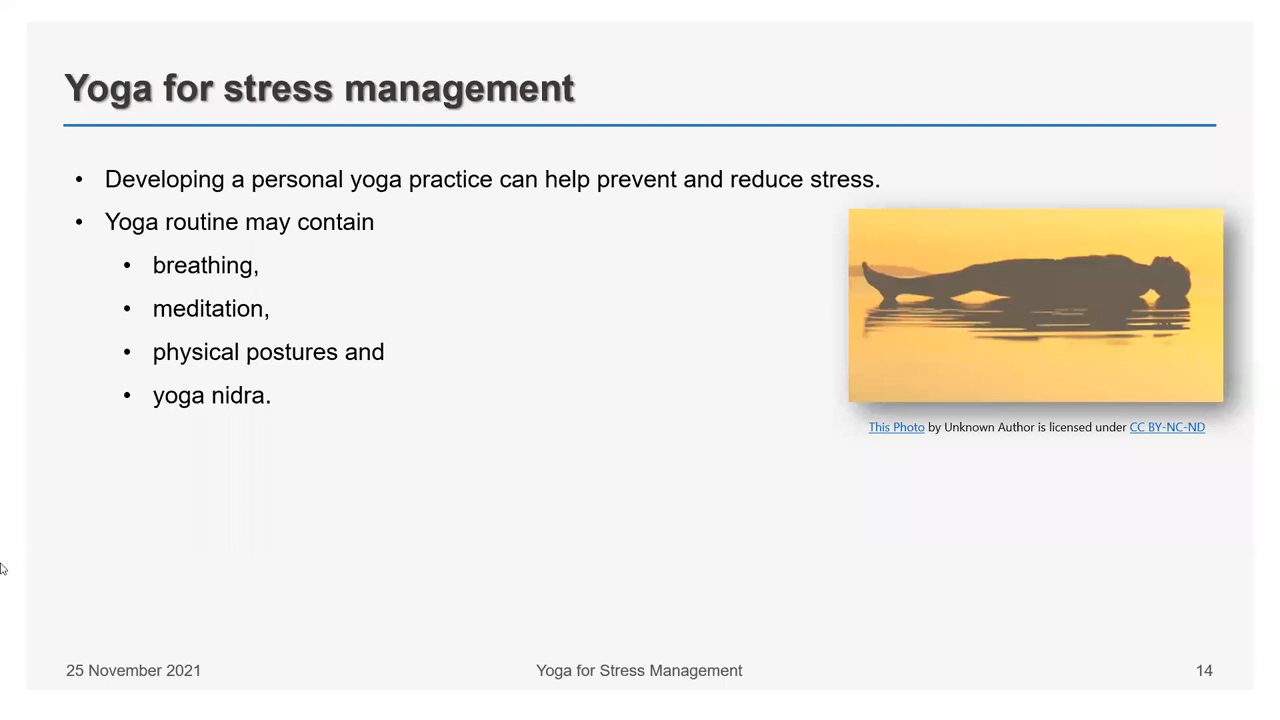 Yoga for stress management
• Developing a personal yoga practice can help prevent and reduce stress.
• Yoga routine may contain
• breathing,
• meditation,
• physical postures and
• yoga nidra.
This Photo by Unknown Author is licensed under CC BY-NC-ND
25 November 2021
Yoga for Stress Management
14